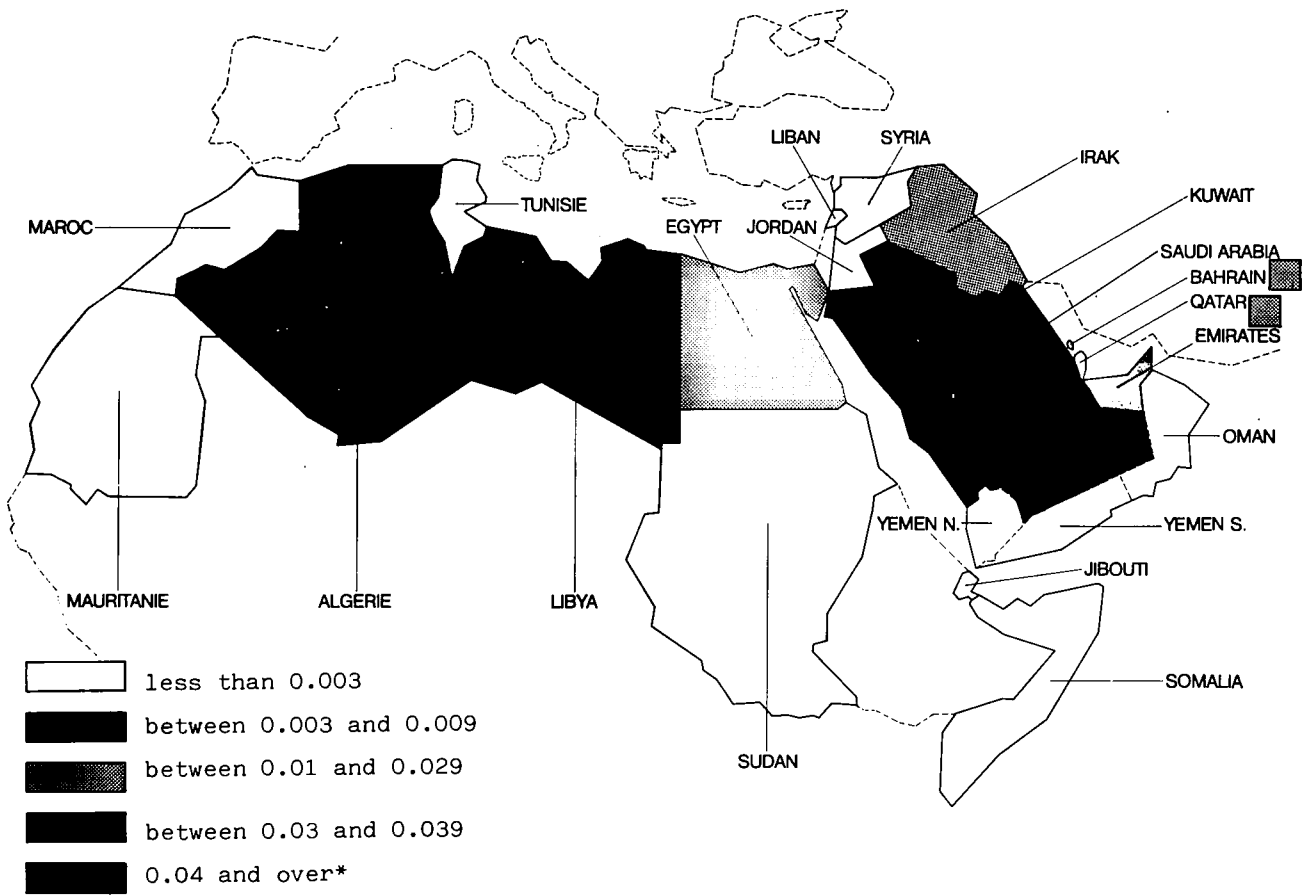 LIBAN
SYRIA
IRAK
KUWAIT
MAROC
TUNISIE
EGYPT
JORDAN
SAUDI ARABIA
BAHRAIN
QATAR
EMIRATES
OMAN
YEMEN N.
YEMEN S.
JIBOUTI
MAURITANIE
ALGERIE
LIBYA
SOMALIA
SUDAN
less than 0.003
between 0.003 and 0.009
between 0.01 and 0.029
between 0.03 and 0.039
0.04 and over*